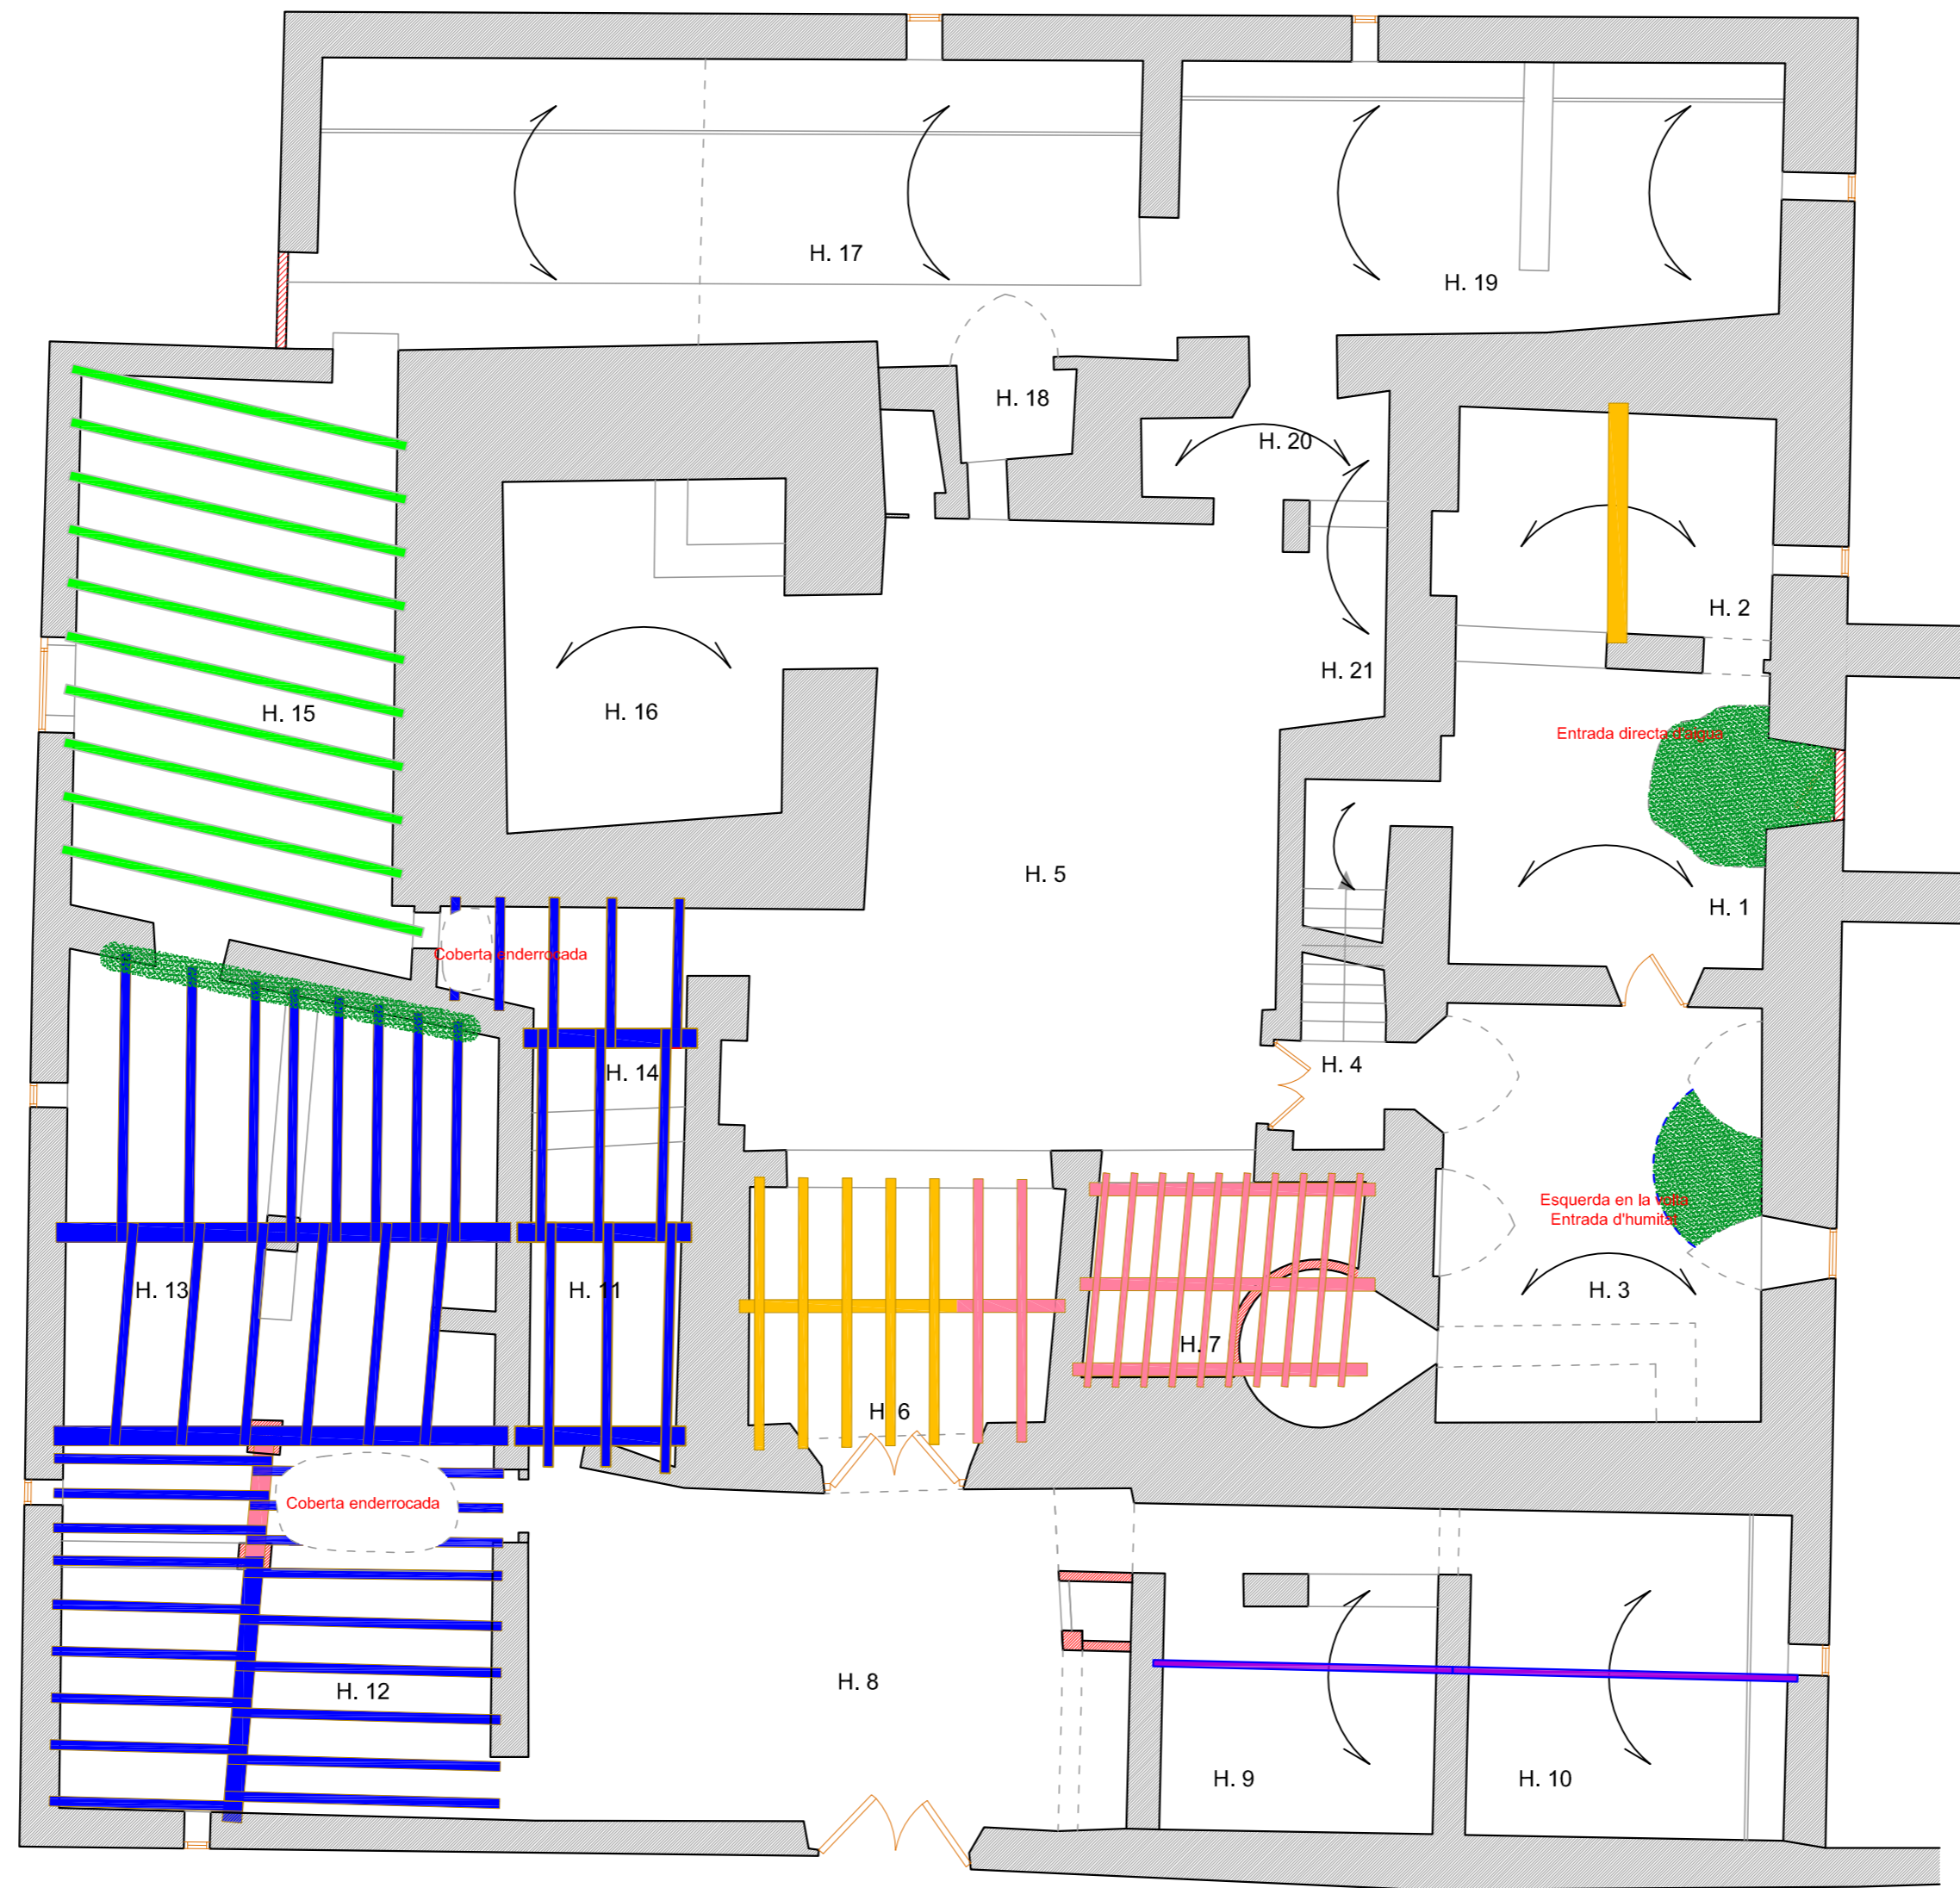 H. 17
H. 19
H. 18
H. 20
H. 2
H. 21
H. 15
H. 16
Entrada directa d'aigua
H. 5
H. 1
Coberta enderrocada
H. 14
H. 4
Esquerda en la volta
Entrada d'humitat
H. 13
H. 11
H. 3
H. 7
H. 6
Coberta enderrocada
H. 12
H. 8
H. 9
H. 10